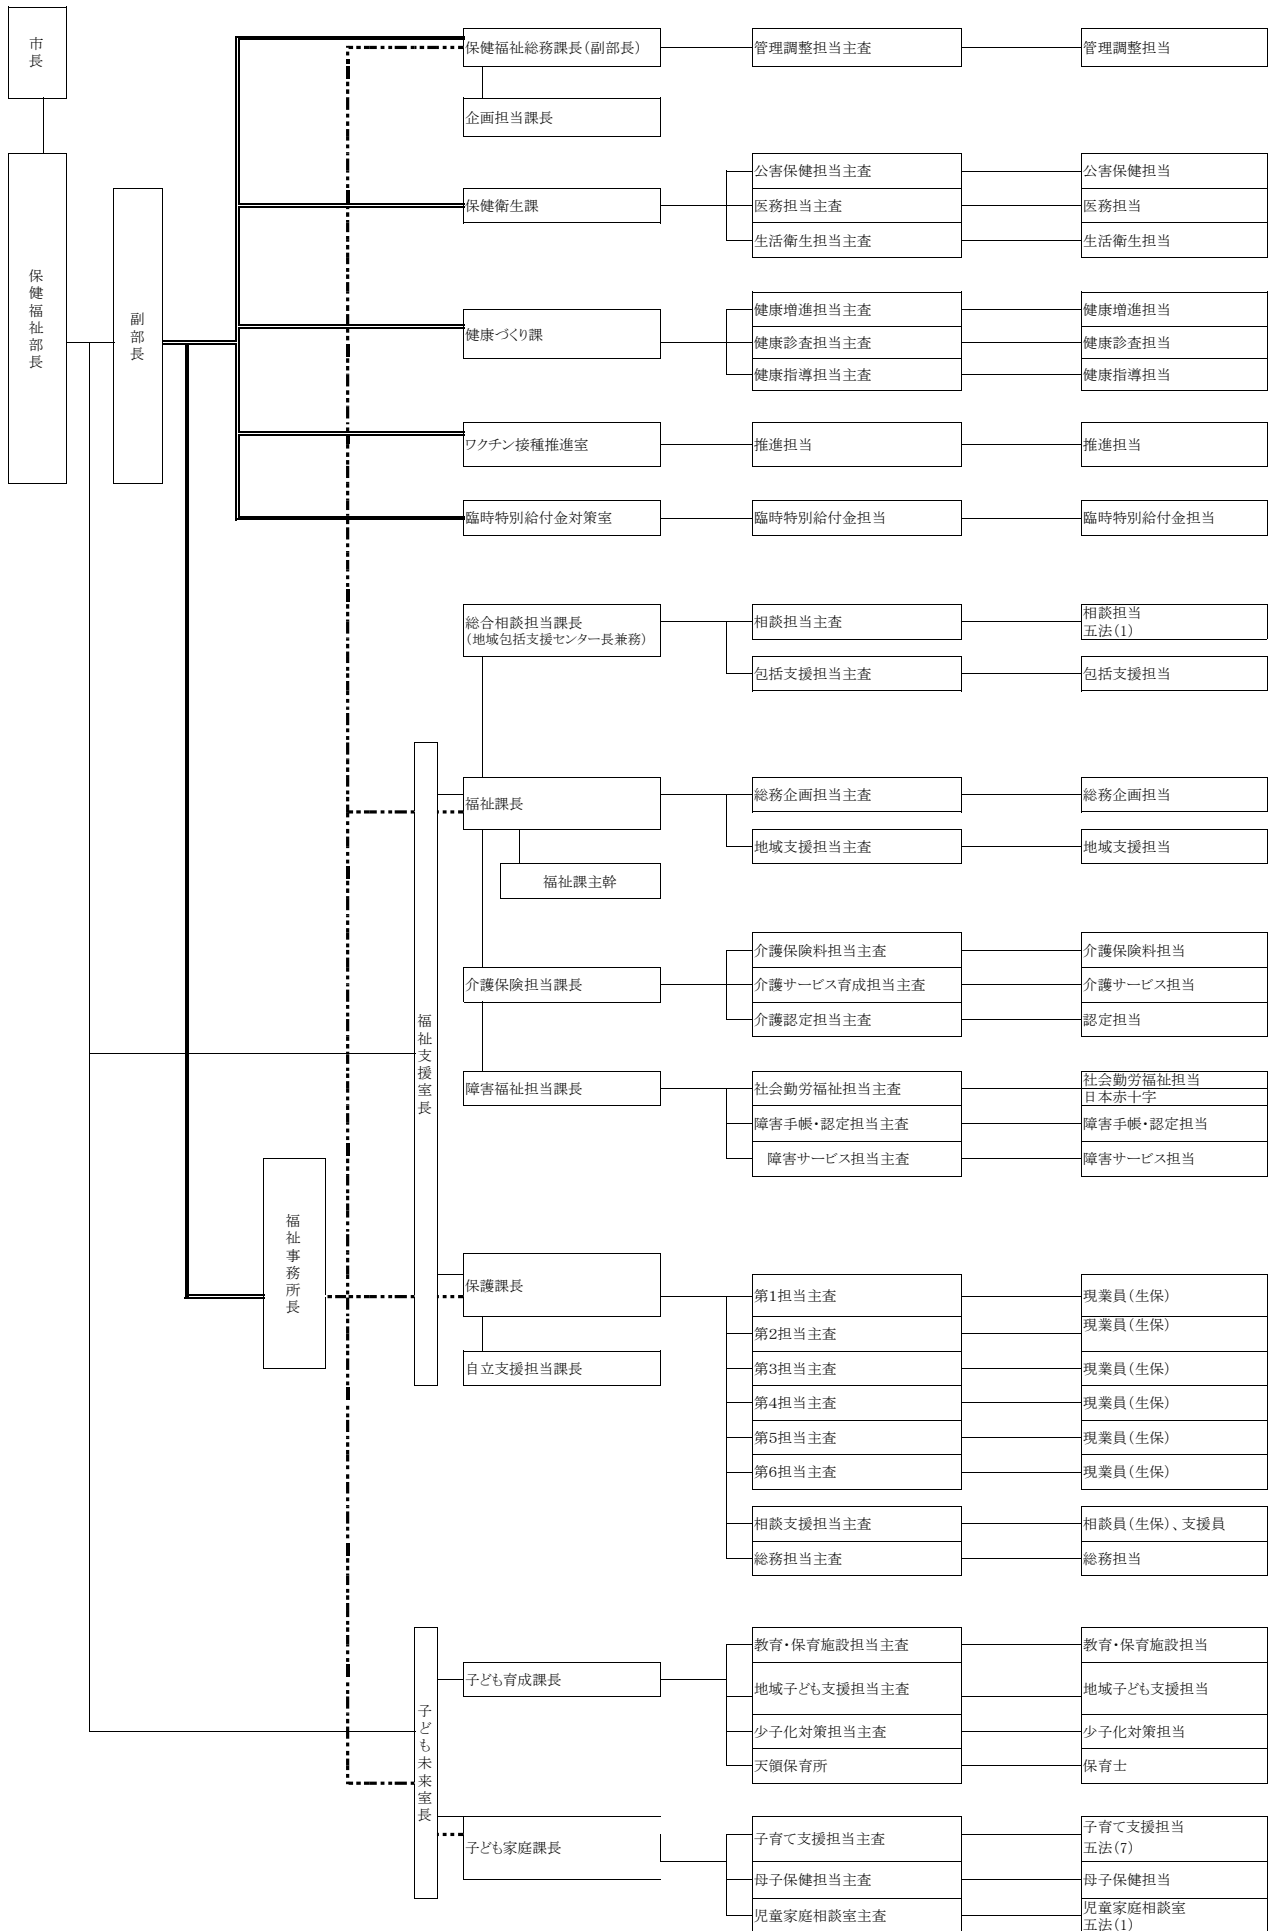 市長
保健福祉部長
副部長
保健福祉総務課長(副部長)
管理調整担当主査
管理調整担当
企画担当課長
保健衛生課
公害保健担当主査
公害保健担当
医務担当主査
医務担当
生活衛生担当主査
生活衛生担当
健康づくり課
健康増進担当主査
健康増進担当
健康診査担当主査
健康診査担当
健康指導担当主査
健康指導担当
ワクチン接種推進室
推進担当
推進担当
臨時特別給付金対策室
臨時特別給付金担当
臨時特別給付金担当
総合相談担当課長
(地域包括支援センター長兼務)
相談担当主査
相談担当
五法(1)
包括支援担当主査
包括支援担当
福祉支援室長
福祉課長
総務企画担当主査
総務企画担当
地域支援担当主査
地域支援担当
福祉課主幹
介護保険担当課長
介護保険料担当主査
介護保険料担当
介護サービス育成担当主査
介護サービス担当
介護認定担当主査
認定担当
障害福祉担当課長
社会勤労福祉担当主査
社会勤労福祉担当
日本赤十字
障害手帳・認定担当主査
障害手帳・認定担当
障害サービス担当主査
障害サービス担当
福祉事務所長
保護課長
第1担当主査
現業員(生保)
第2担当主査
現業員(生保)
自立支援担当課長
第3担当主査
現業員(生保)
第4担当主査
現業員(生保)
第5担当主査
現業員(生保)
第6担当主査
現業員(生保)
相談支援担当主査
相談員(生保)、支援員
総務担当主査
総務担当
子ども未来室長
子ども育成課長
教育・保育施設担当主査
教育・保育施設担当
地域子ども支援担当主査
地域子ども支援担当
少子化対策担当主査
少子化対策担当
天領保育所
保育士
子ども家庭課長
子育て支援担当主査
子育て支援担当
五法(7)
母子保健担当主査
母子保健担当
児童家庭相談室主査
児童家庭相談室
五法(1)